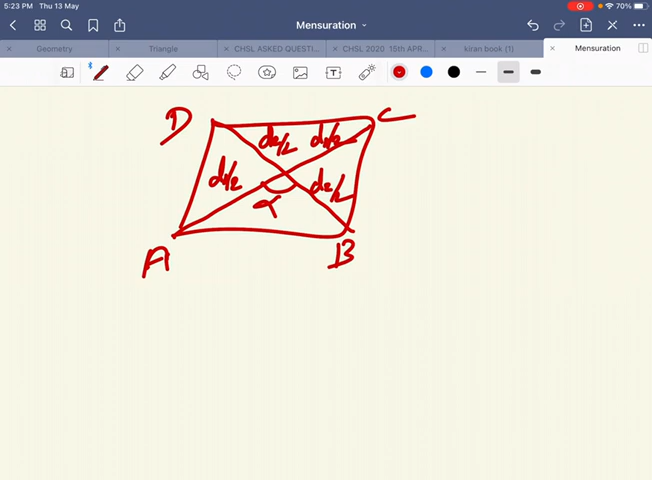 5:23 PM Thu 13 May
70%
Mensuration
Geometry
Triangle
CHSL ASKED QUESTI...
CHSL 2020 15th APR...
kiran book (1)
Mensuration
D
C
d2/2
d1/2
d1/2
d2/2
α
A
B